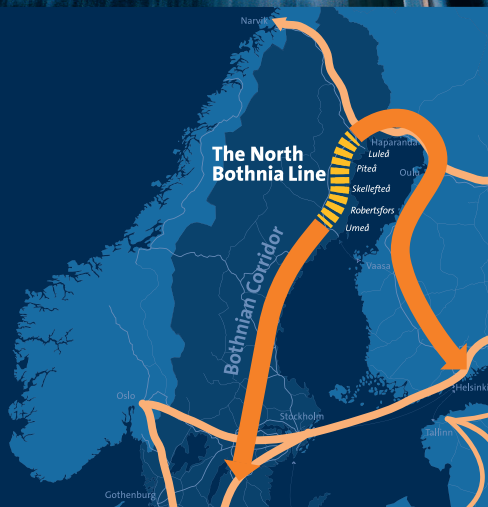 Narvik
The North
Bothnia Line
Haparanda
Luleå
Piteå
Oulu
Skellefteå
Robertsfors
Umeå
Vaasa
Bothnian Corridor
Helsinki
Oslo
Stockholm
Tallinn
Gothenburg